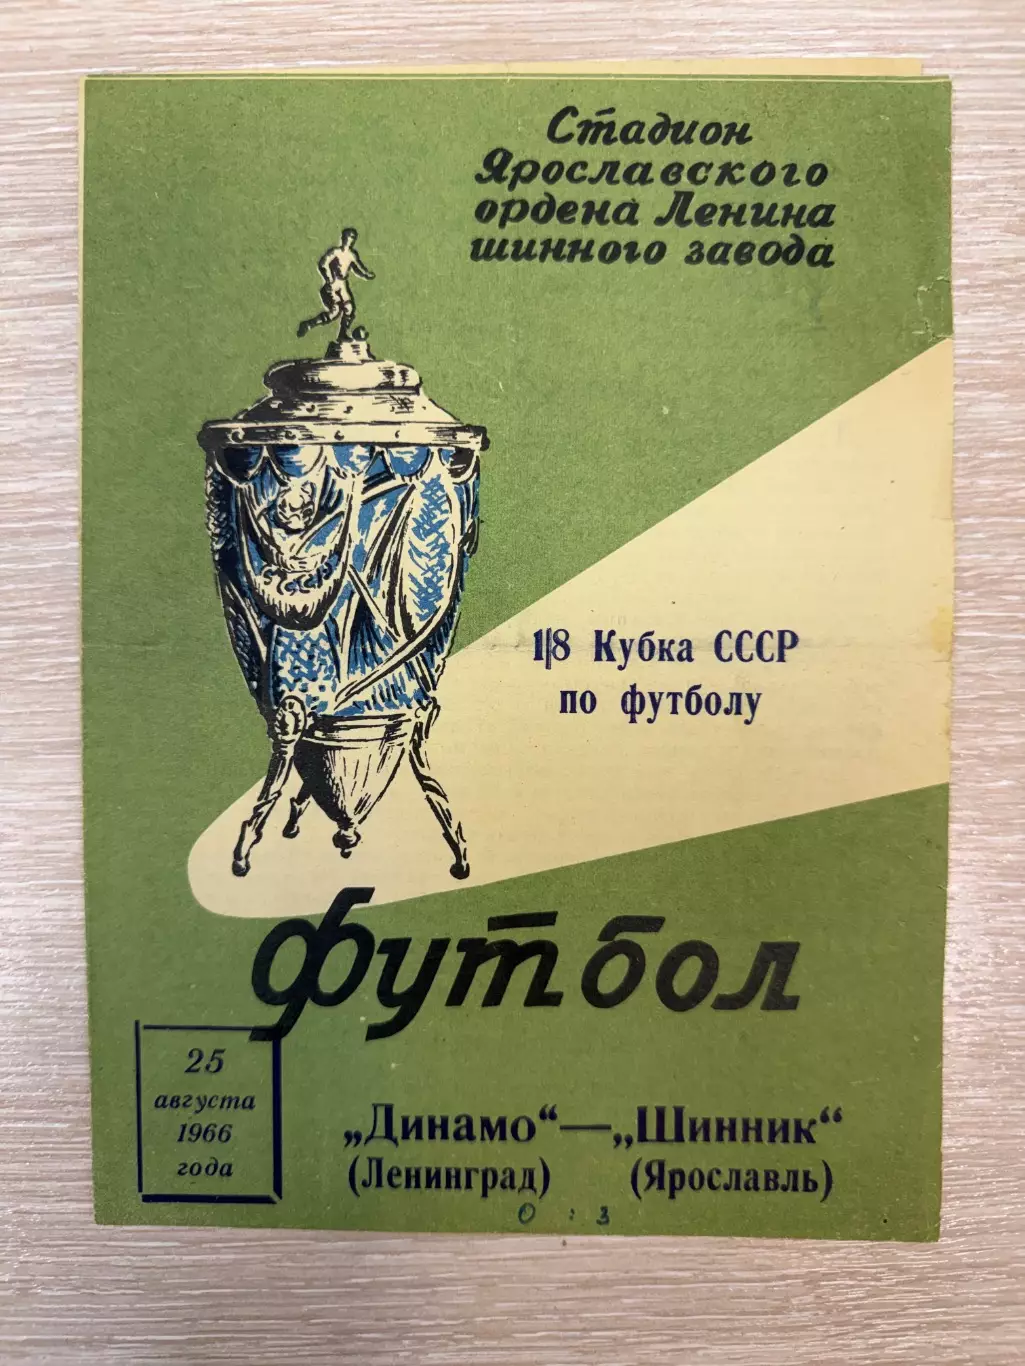 Стадион
Ярославского
ордена Ленина
шинного завода
СССР
1/8 Кубка СССР
по футболу
футбол
25
августа
1966
года
„Динамо“—„Шинник“
(Ленинград) (Ярославль)
0 : 3